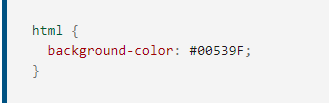 html {
  background-color: #00539F;
}